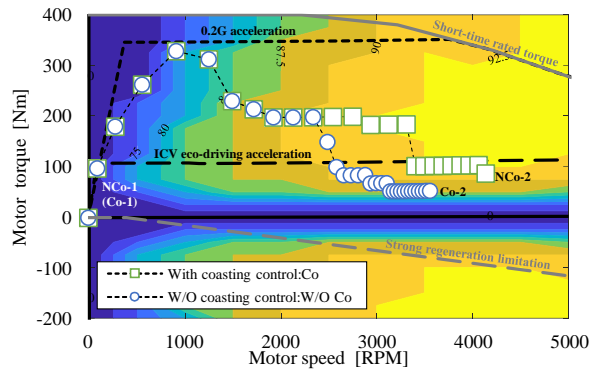 400
300
200
100
0
-100
-200
Motor torque [Nm]
0.2G acceleration
Short-time rated torque
87.5
90
92.5
80
75
ICV eco-driving acceleration
NCo-1
(Co-1)
NCo-2
Co-2
0
Strong regeneration limitation
With coasting control:Co
W/O coasting control:W/O Co
0
1000
2000
3000
4000
5000
Motor speed [RPM]